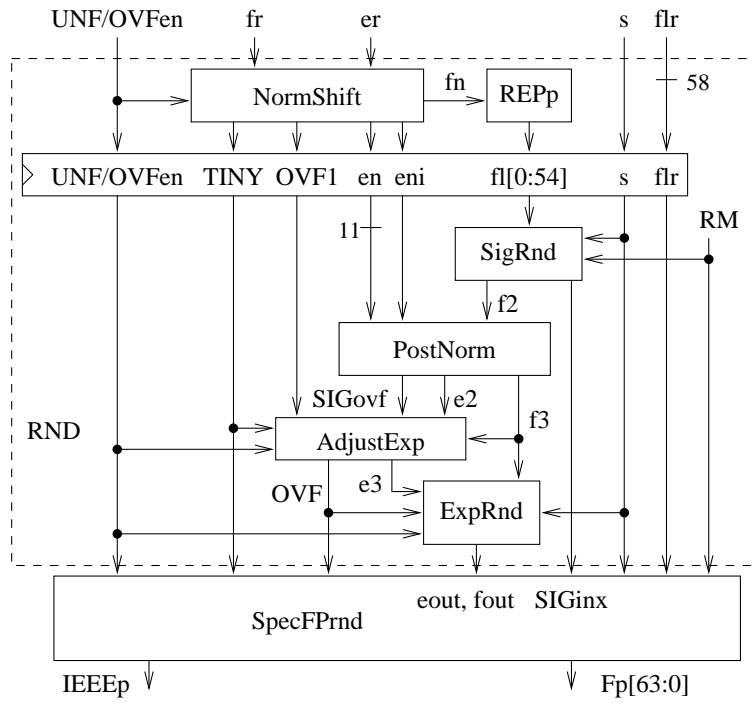 UNF/OVFen fr er s flr
NormShift fn REPp 58
UNF/OVFen TINY OVF1 en eni fl[0:54] s flr
11 SigRnd RM
f2
PostNorm
SIGovf e2
RND AdjustExp f3
OVF e3
ExpRnd
eout, fout SIGinx
SpecFPrnd
IEEEp Fp[63:0]